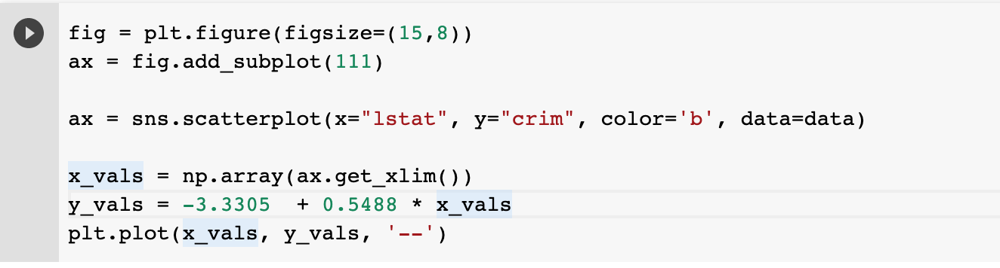 fig = plt.figure(figsize=(15,8))
ax = fig.add_subplot(111)
ax = sns.scatterplot(x="lstat", y="crim", color='b', data=data)
x_vals = np.array(ax.get_xlim())
y_vals = -3.3305  + 0.5488 * x_vals
plt.plot(x_vals, y_vals, '--')